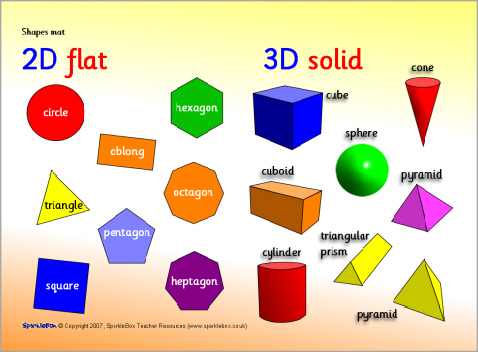 Shapes mat
2D flat
3D solid
circle
oblong
hexagon
triangle
octagon
pentagon
square
heptagon
cube
cone
sphere
cuboid
pyramid
triangular
prism
cylinder
pyramid
SparkleBox © Copyright 2007, SparkleBox Teacher Resources (www.sparklebox.co.uk)